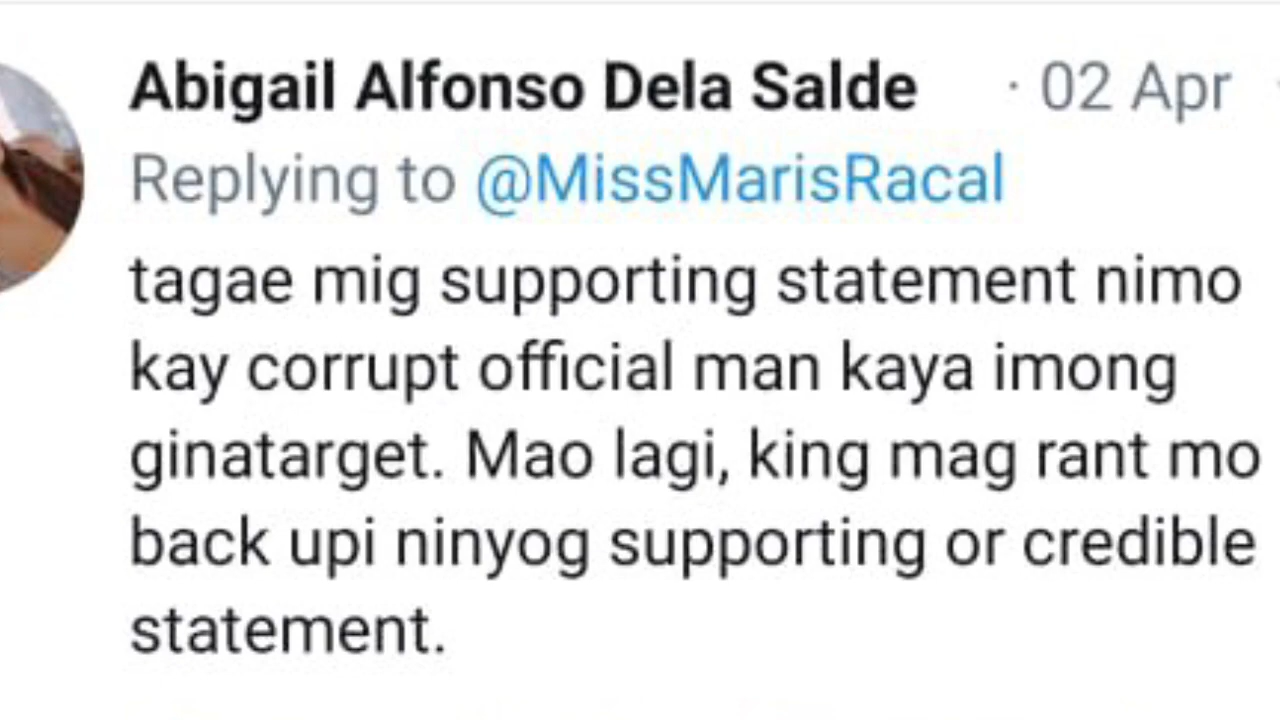 Abigail Alfonso Dela Salde · 02 Apr
Replying to @MissMarisRacal
tagae mig supporting statement nimo
kay corrupt official man kaya imong
ginatarget. Mao lagi, king mag rant mo
back upi ninyog supporting or credible
statement.